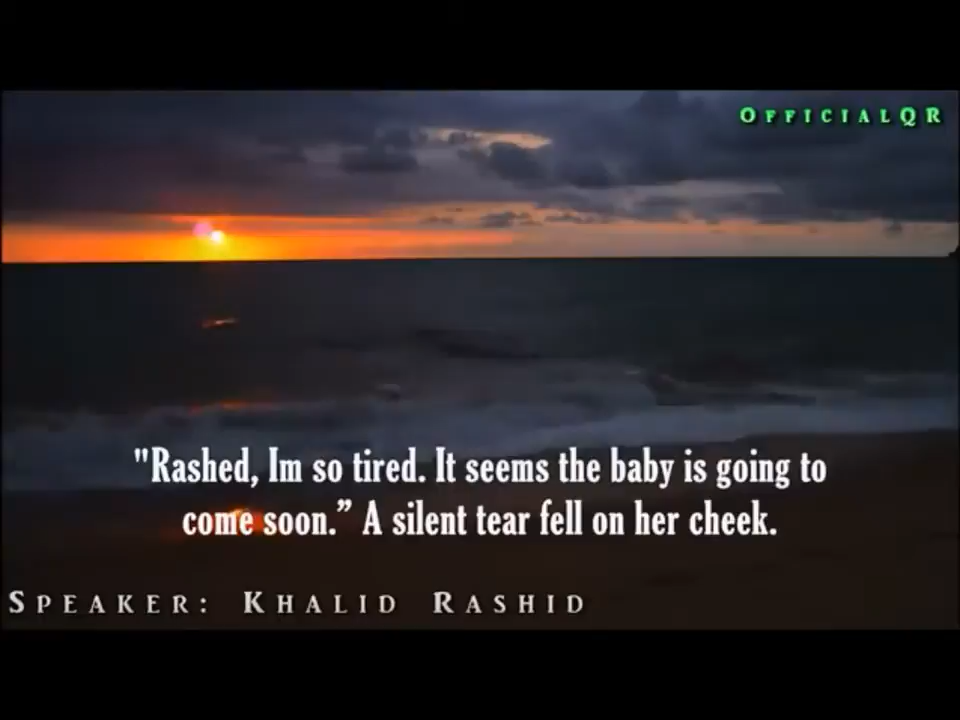 OFFICIALQR
"Rashed, Im so tired. It seems the baby is going to
come soon.” A silent tear fell on her cheek.
SPEAKER: KHALID RASHID